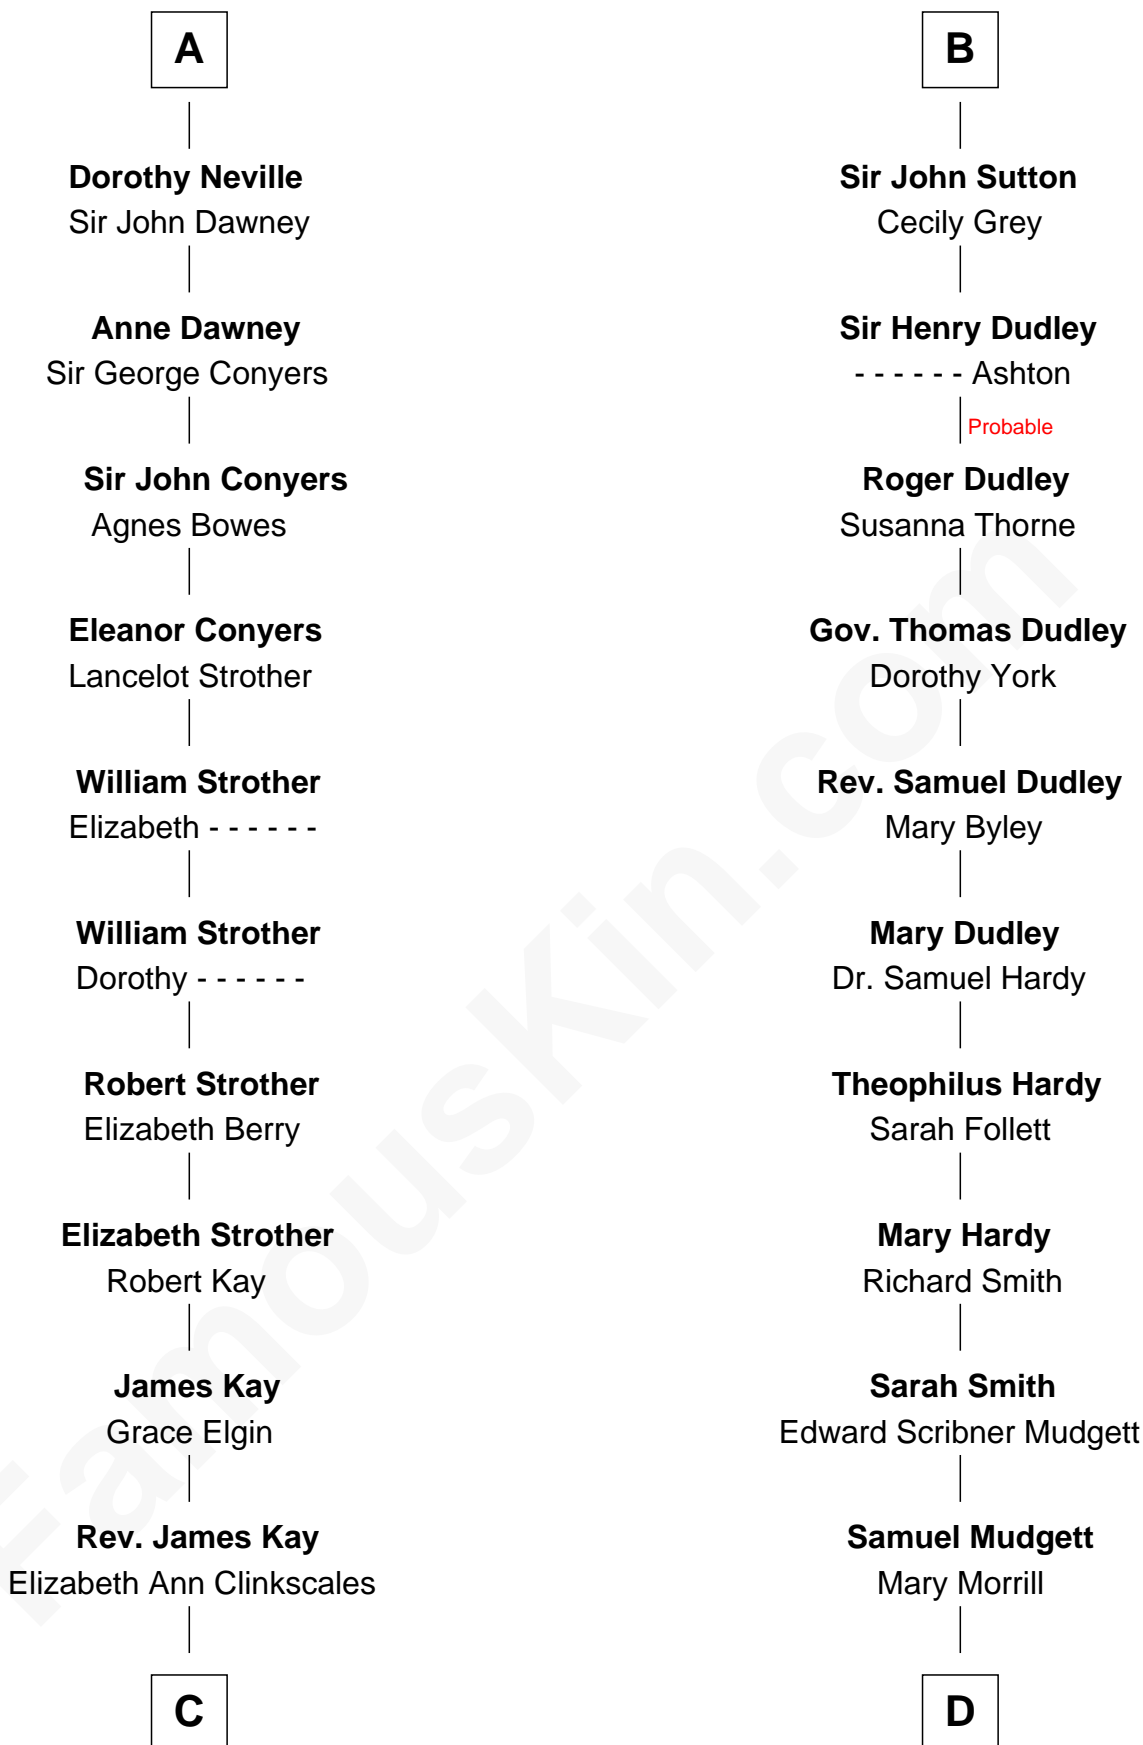 A
Dorothy Neville
Sir John Dawney
Anne Dawney
Sir George Conyers
Sir John Conyers
Agnes Bowes
Eleanor Conyers
Lancelot Strother
William Strother
Elizabeth - - - - - -
William Strother
Dorothy - - - - - -
Robert Strother
Elizabeth Berry
Elizabeth Strother
Robert Kay
James Kay
Grace Elgin
Rev. James Kay
Elizabeth Ann Clinkscales
C
B
Sir John Sutton
Cecily Grey
Sir Henry Dudley
- - - - - - Ashton
Probable
Roger Dudley
Susanna Thorne
Gov. Thomas Dudley
Dorothy York
Rev. Samuel Dudley
Mary Byley
Mary Dudley
Dr. Samuel Hardy
Theophilus Hardy
Sarah Follett
Mary Hardy
Richard Smith
Sarah Smith
Edward Scribner Mudgett
Samuel Mudgett
Mary Morrill
D
FamousKin.com